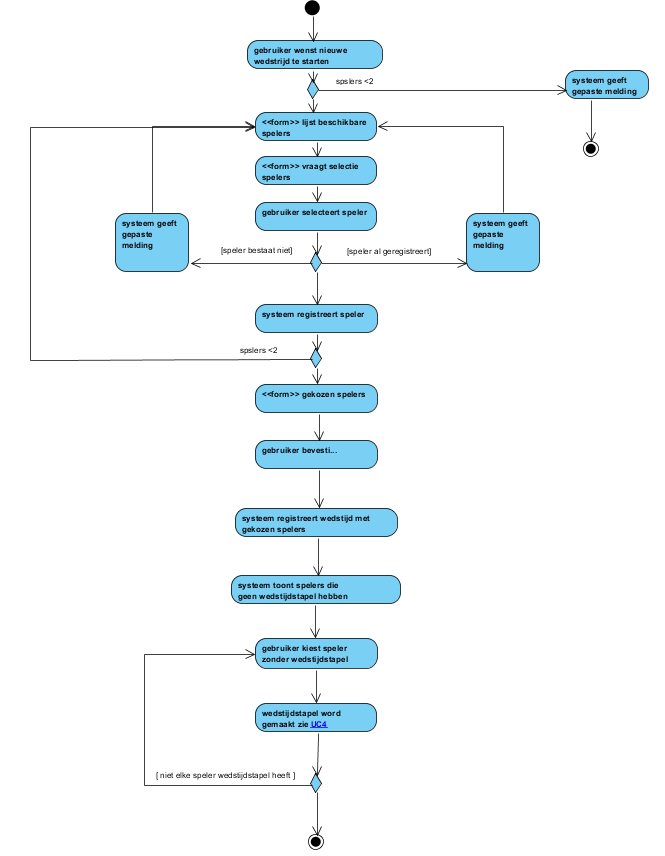 gebruiker wenst nieuwe
wedstrijd te starten
spslers <2
systeem geeft
gepaste melding
<<form>> lijst beschikbare
spelers
<<form>> vraagt selectie
spelers
gebruiker selecteert speler
systeem geeft
gepaste
melding
systeem geeft
gepaste
melding
[speler bestaat niet]
[speler al geregistreert]
systeem registreert speler
spslers <2
<<form>> gekozen spelers
gebruiker bevesti...
systeem registreert wedstijd met
gekozen spelers
systeem toont spelers die
geen wedstijdstapel hebben
gebruiker kiest speler
zonder wedstijdstapel
wedstijdstapel word
gemaakt zie UC4
[ niet elke speler wedstijdstapel heeft ]